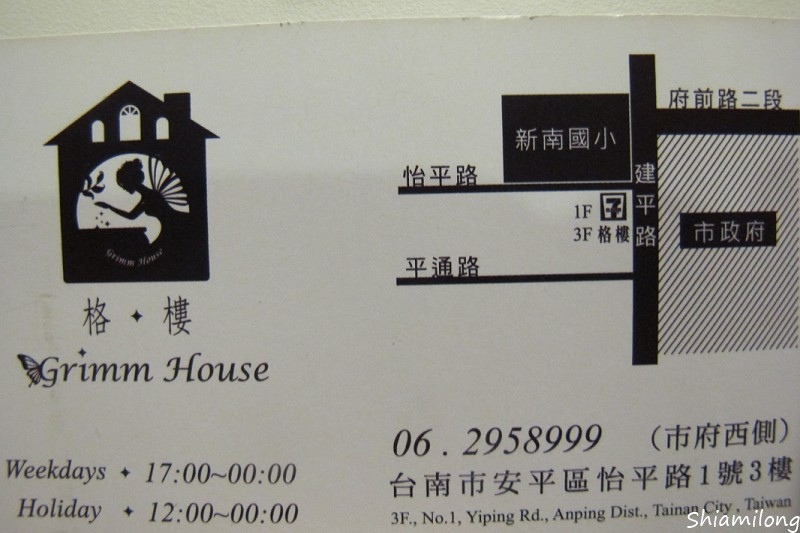 Grimm House
格✦樓
Grimm House
Weekdays ✦ 17:00~00:00
Holiday ✦ 12:00~00:00
府前路二段
新南國小
怡平路
建平路
1F 7
3F 格樓
市政府
平通路
06 . 2958999 （市府西側）
台南市安平區怡平路1號3樓
3F., No.1, Yiping Rd., Anping Dist., Tainan City , Taiwan
Shiamilong